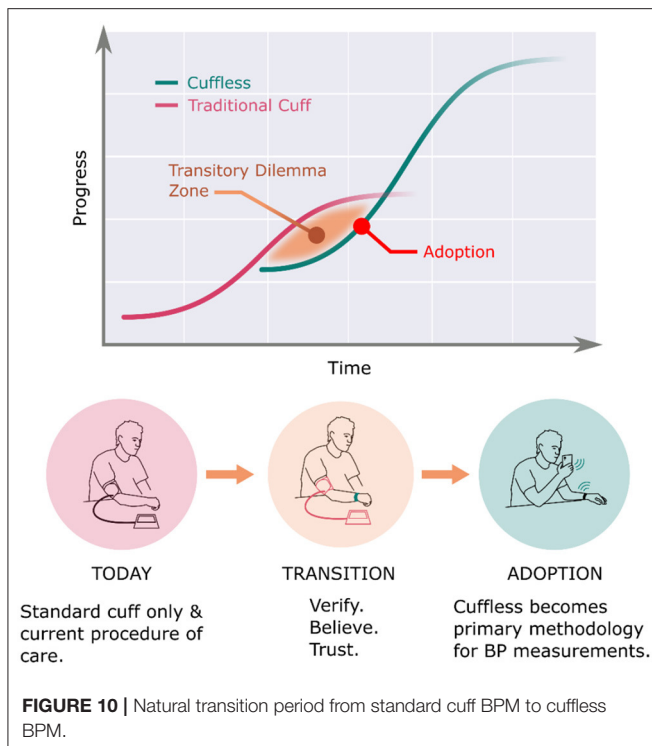 Cuffless
Traditional Cuff
Transitory Dilemma
Zone
Adoption
Progress
Time
TODAY
Standard cuff only &
current procedure of
care.
TRANSITION
Verify.
Believe.
Trust.
ADOPTION
Cuffless becomes
primary methodology
for BP measurements.
FIGURE 10 | Natural transition period from standard cuff BPM to cuffless
BPM.